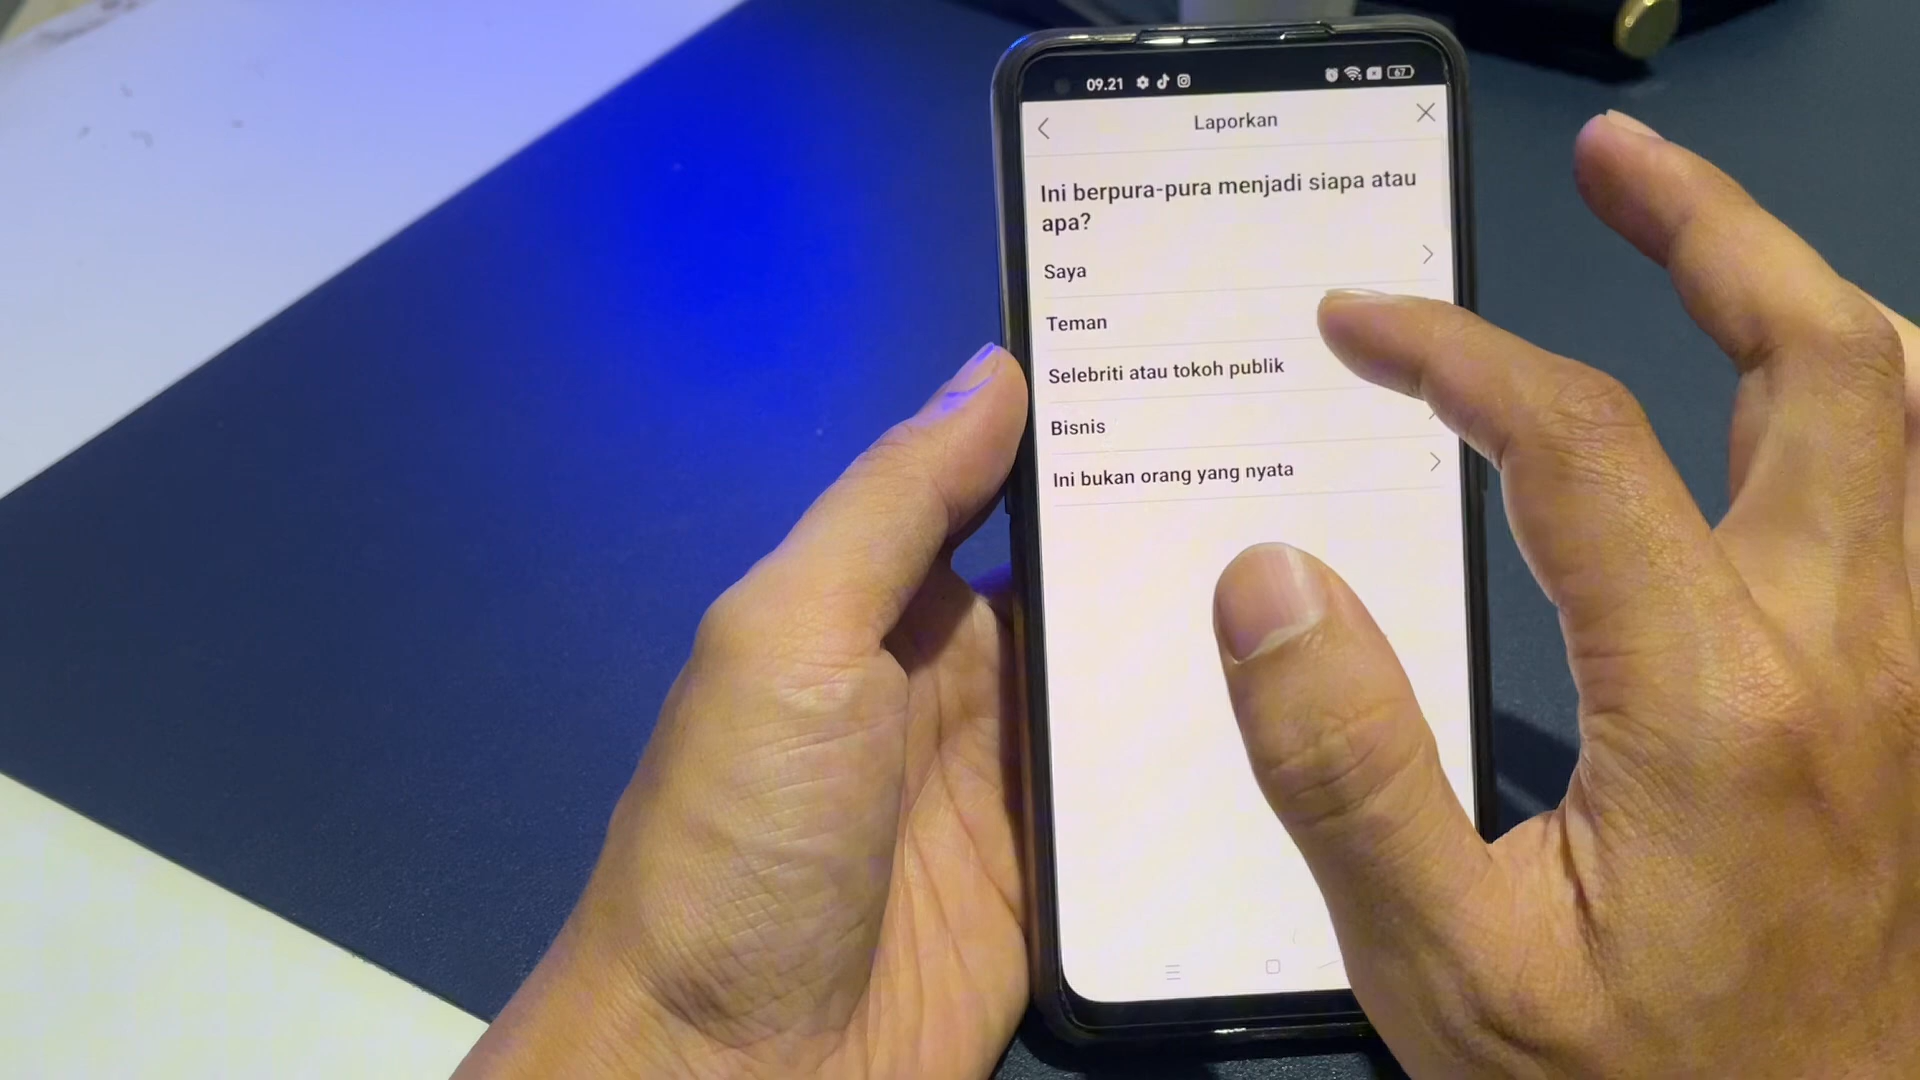 09.21
67
Laporkan
Ini berpura-pura menjadi siapa atau
apa?
Saya
Teman
Selebriti atau tokoh publik
Bisnis
Ini bukan orang yang nyata